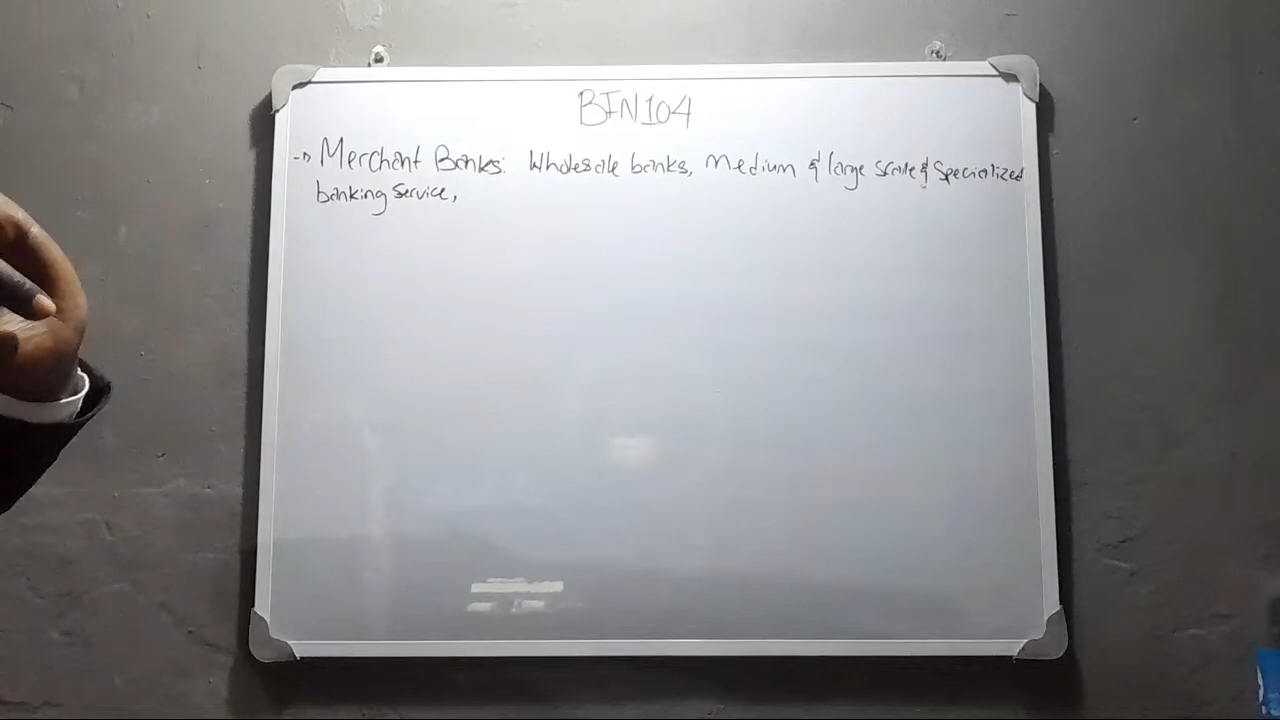 BFN104
-> Merchant Banks: Wholesale banks, Medium & large scale & Specialized
banking service,